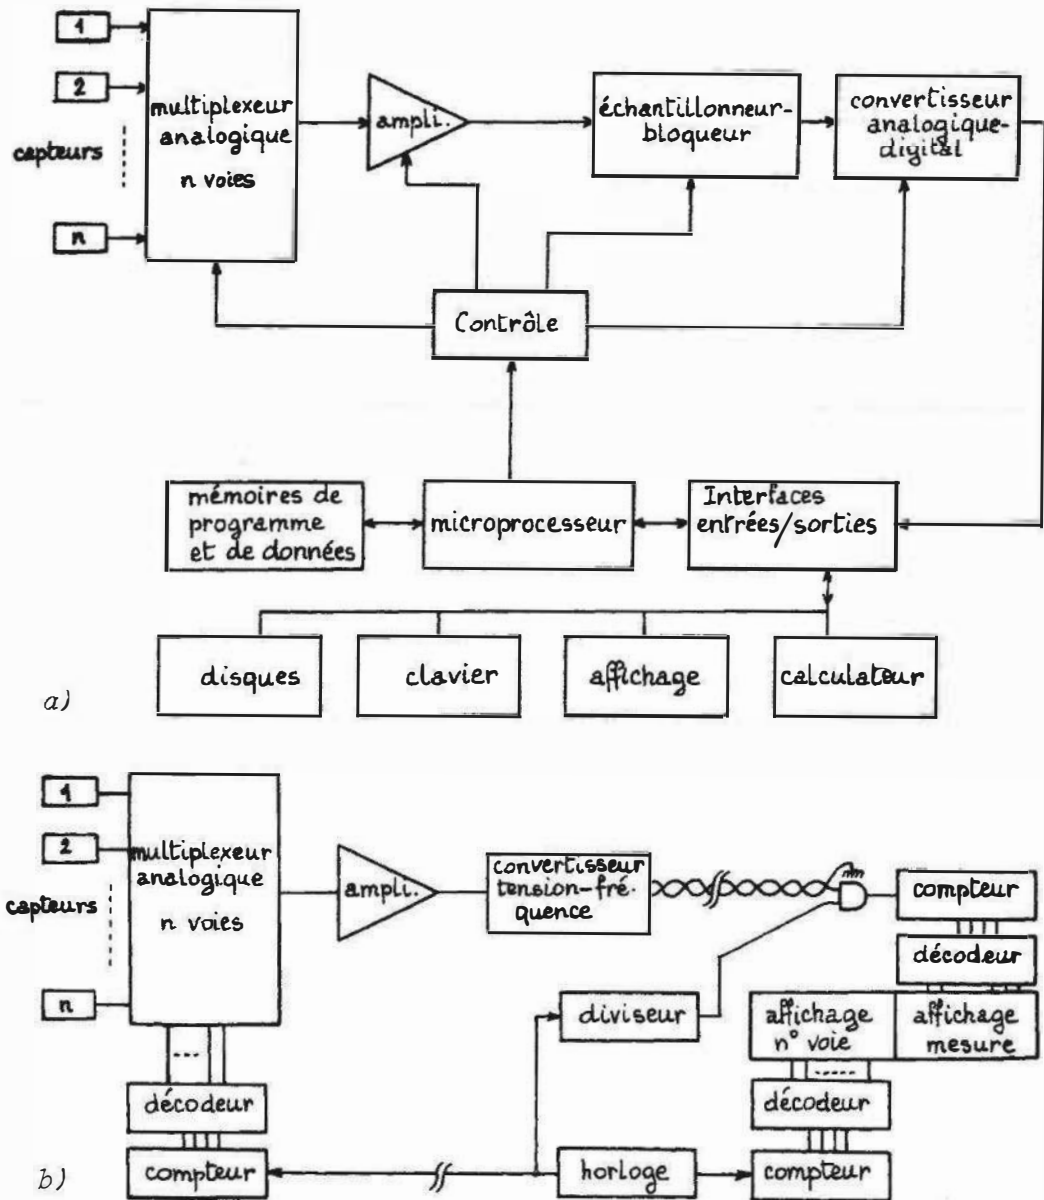 1
2
capteurs
n
multiplexeur
analogique
n voies
ampli.
échantillonneur-
bloqueur
convertisseur
analogique-
digital
Contrôle
mémoires de
programme
et de données
microprocesseur
Interfaces
entrées/sorties
disques
clavier
affichage
calculateur
a)
1
2
capteurs
n
multiplexeur
analogique
n voies
ampli.
convertisseur
tension-fré-
quence
compteur
décodeur
diviseur
affichage
n° voie
affichage
mesure
décodeur
décodeur
b)
compteur
horloge
compteur